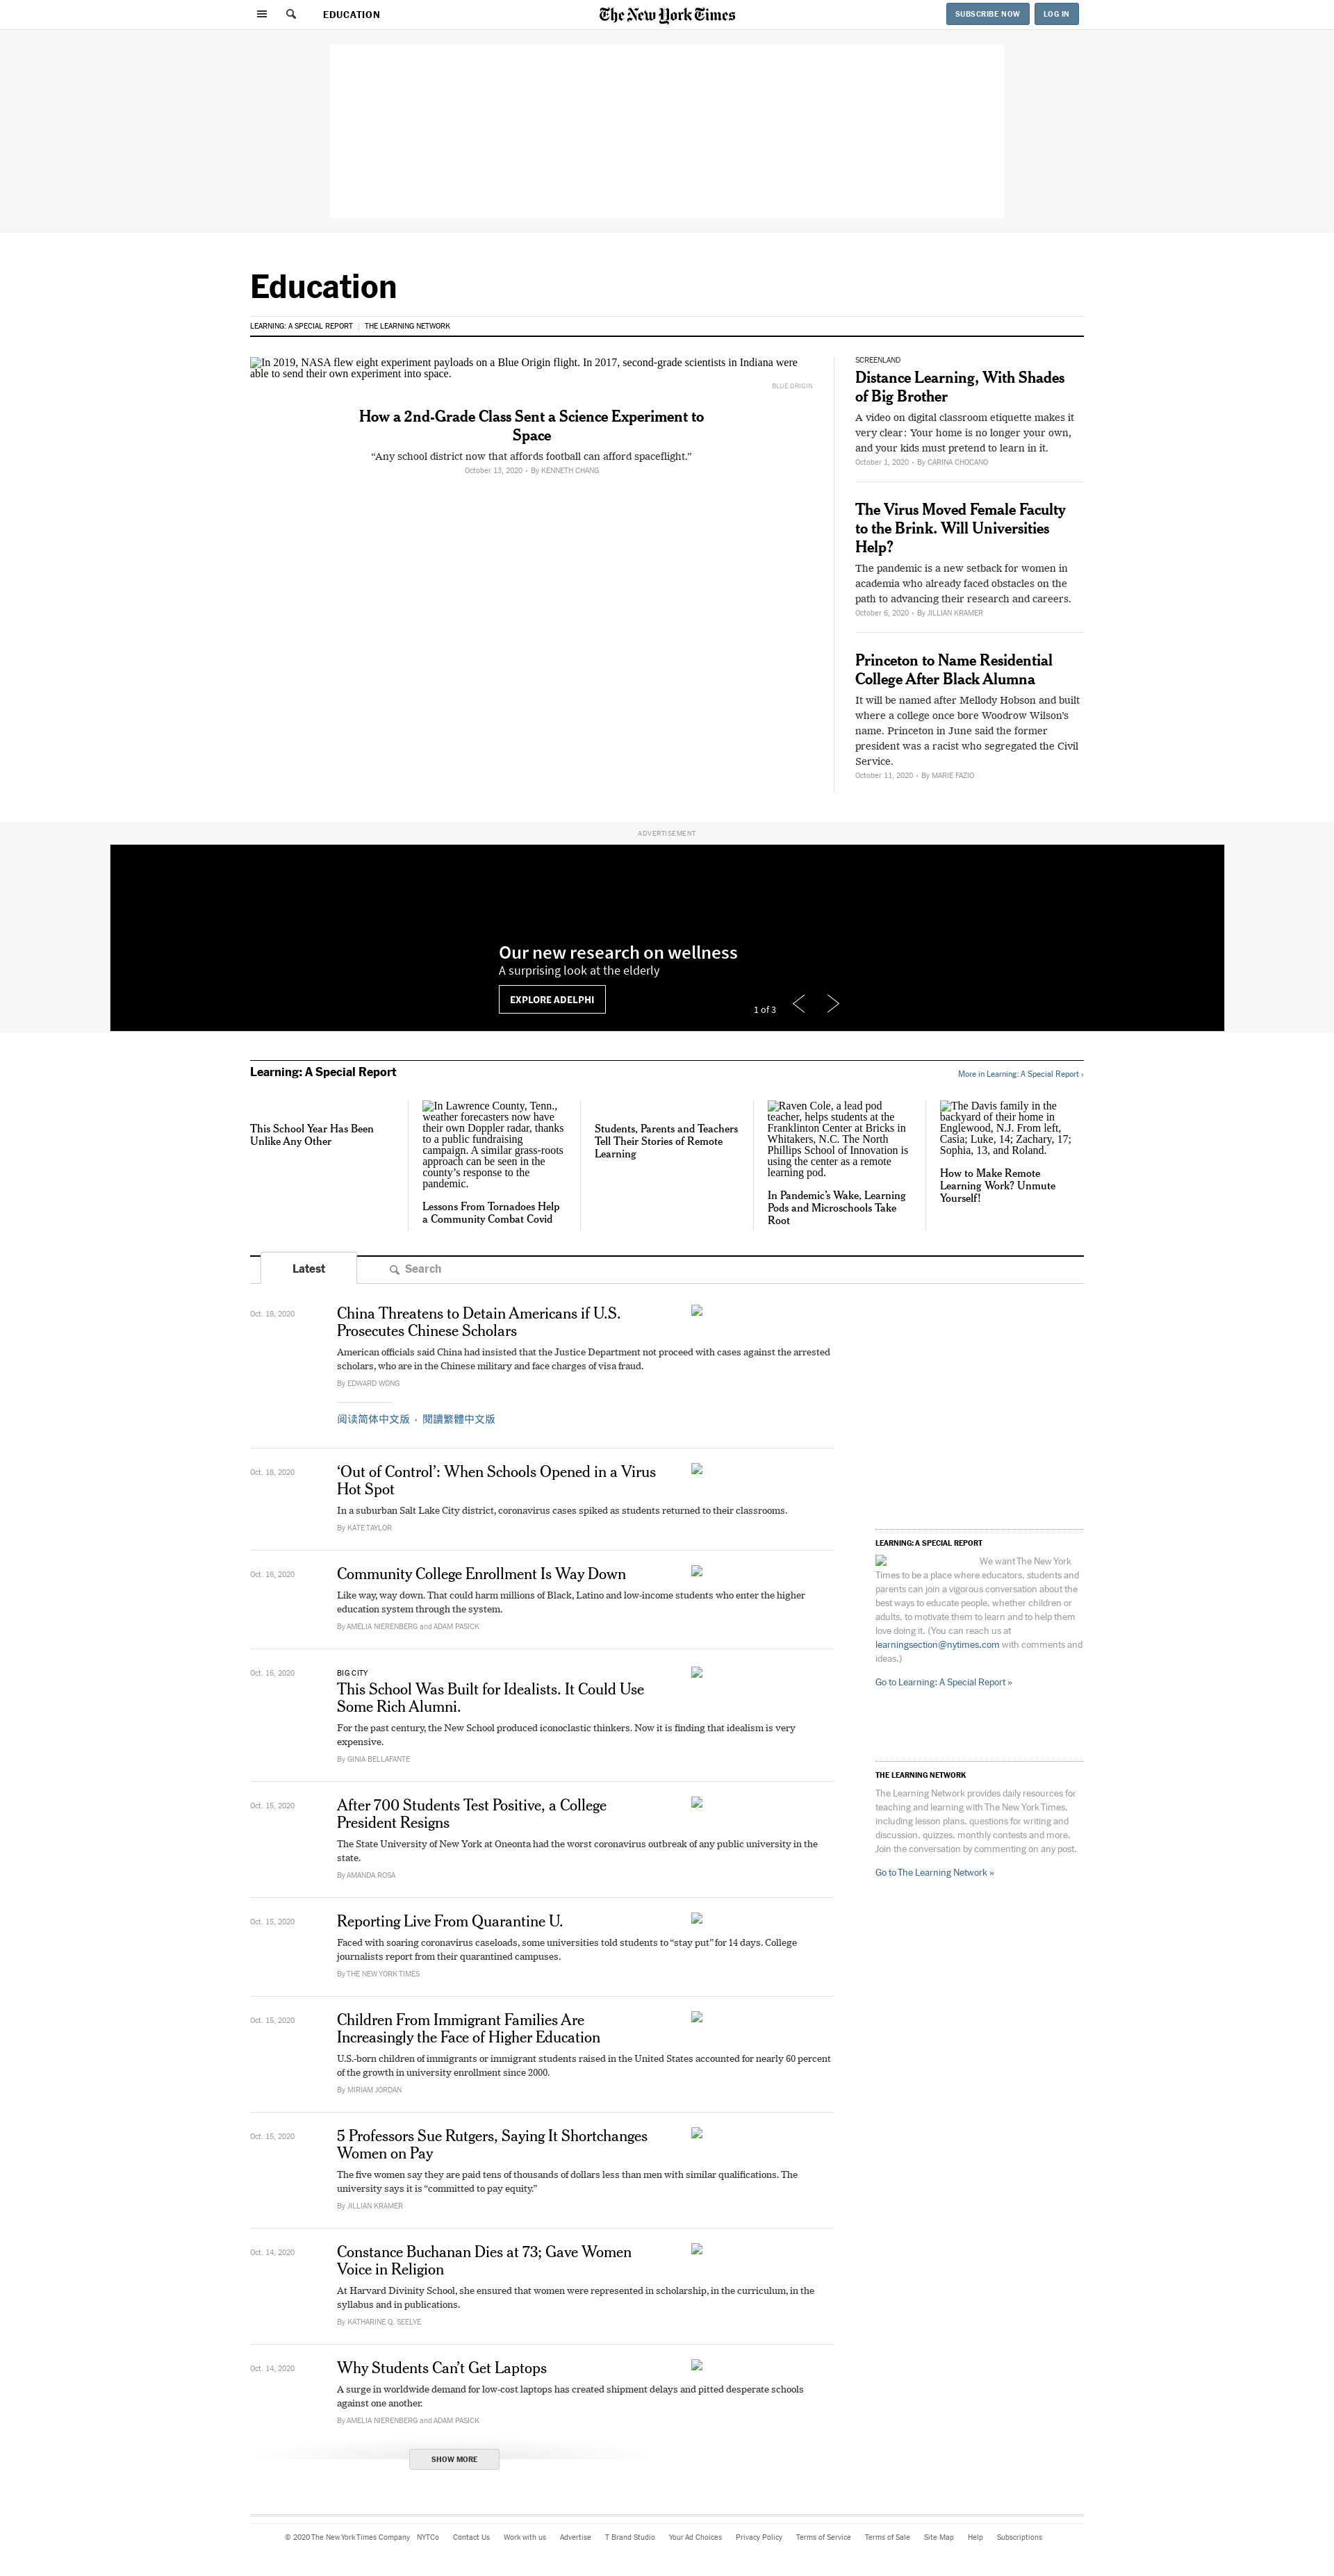 EDUCATION
The New York Times
SUBSCRIBE NOW
LOG IN
Education
LEARNING: A SPECIAL REPORT | THE LEARNING NETWORK
In 2019, NASA flew eight experiment payloads on a Blue Origin flight. In 2017, second-grade scientists in Indiana were
able to send their own experiment into space.
BLUE ORIGIN
How a 2nd-Grade Class Sent a Science Experiment to
Space
“Any school district now that affords football can afford spaceflight.”
October 13, 2020 • By KENNETH CHANG
SCREENLAND
Distance Learning, With Shades
of Big Brother
A video on digital classroom etiquette makes it
very clear: Your home is no longer your own,
and your kids must pretend to learn in it.
October 1, 2020 • By CARINA CHOCANO
The Virus Moved Female Faculty
to the Brink. Will Universities
Help?
The pandemic is a new setback for women in
academia who already faced obstacles on the
path to advancing their research and careers.
October 6, 2020 • By JILLIAN KRAMER
Princeton to Name Residential
College After Black Alumna
It will be named after Mellody Hobson and built
where a college once bore Woodrow Wilson’s
name. Princeton in June said the former
president was a racist who segregated the Civil
Service.
October 11, 2020 • By MARIE FAZIO
ADVERTISEMENT
Our new research on wellness
A surprising look at the elderly
EXPLORE ADELPHI
1 of 3
Learning: A Special Report
More in Learning: A Special Report ›
This School Year Has Been
Unlike Any Other
In Lawrence County, Tenn.,
weather forecasters now have
their own Doppler radar, thanks
to a public fundraising
campaign. A similar grass-roots
approach can be seen in the
county’s response to the
pandemic.
Lessons From Tornadoes Help
a Community Combat Covid
Students, Parents and Teachers
Tell Their Stories of Remote
Learning
Raven Cole, a lead pod
teacher, helps students at the
Franklinton Center at Bricks in
Whitakers, N.C. The North
Phillips School of Innovation is
using the center as a remote
learning pod.
In Pandemic’s Wake, Learning
Pods and Microschools Take
Root
The Davis family in the
backyard of their home in
Englewood, N.J. From left,
Casia; Luke, 14; Zachary, 17;
Sophia, 13, and Roland.
How to Make Remote
Learning Work? Unmute
Yourself!
Latest
Search
Oct. 18, 2020
China Threatens to Detain Americans if U.S.
Prosecutes Chinese Scholars
American officials said China had insisted that the Justice Department not proceed with cases against the arrested
scholars, who are in the Chinese military and face charges of visa fraud.
By EDWARD WONG
阅读简体中文版 • 閱讀繁體中文版
Oct. 18, 2020
‘Out of Control’: When Schools Opened in a Virus
Hot Spot
In a suburban Salt Lake City district, coronavirus cases spiked as students returned to their classrooms.
By KATE TAYLOR
Oct. 16, 2020
Community College Enrollment Is Way Down
Like way, way down. That could harm millions of Black, Latino and low-income students who enter the higher
education system through the system.
By AMELIA NIERENBERG and ADAM PASICK
Oct. 16, 2020
BIG CITY
This School Was Built for Idealists. It Could Use
Some Rich Alumni.
For the past century, the New School produced iconoclastic thinkers. Now it is finding that idealism is very
expensive.
By GINIA BELLAFANTE
Oct. 15, 2020
After 700 Students Test Positive, a College
President Resigns
The State University of New York at Oneonta had the worst coronavirus outbreak of any public university in the
state.
By AMANDA ROSA
Oct. 15, 2020
Reporting Live From Quarantine U.
Faced with soaring coronavirus caseloads, some universities told students to “stay put” for 14 days. College
journalists report from their quarantined campuses.
By THE NEW YORK TIMES
Oct. 15, 2020
Children From Immigrant Families Are
Increasingly the Face of Higher Education
U.S.-born children of immigrants or immigrant students raised in the United States accounted for nearly 60 percent
of the growth in university enrollment since 2000.
By MIRIAM JORDAN
Oct. 15, 2020
5 Professors Sue Rutgers, Saying It Shortchanges
Women on Pay
The five women say they are paid tens of thousands of dollars less than men with similar qualifications. The
university says it is “committed to pay equity.”
By JILLIAN KRAMER
Oct. 14, 2020
Constance Buchanan Dies at 73; Gave Women
Voice in Religion
At Harvard Divinity School, she ensured that women were represented in scholarship, in the curriculum, in the
syllabus and in publications.
By KATHARINE Q. SEELYE
Oct. 14, 2020
Why Students Can’t Get Laptops
A surge in worldwide demand for low-cost laptops has created shipment delays and pitted desperate schools
against one another.
By AMELIA NIERENBERG and ADAM PASICK
SHOW MORE
LEARNING: A SPECIAL REPORT
We want The New York
Times to be a place where educators, students and
parents can join a vigorous conversation about the
best ways to educate people, whether children or
adults, to motivate them to learn and to help them
love doing it. (You can reach us at
learningsection@nytimes.com with comments and
ideas.)
Go to Learning: A Special Report »
THE LEARNING NETWORK
The Learning Network provides daily resources for
teaching and learning with The New York Times,
including lesson plans, questions for writing and
discussion, quizzes, monthly contests and more.
Join the conversation by commenting on any post.
Go to The Learning Network »
© 2020 The New York Times Company NYTCo Contact Us Work with us Advertise T Brand Studio Your Ad Choices Privacy Policy Terms of Service Terms of Sale Site Map Help Subscriptions